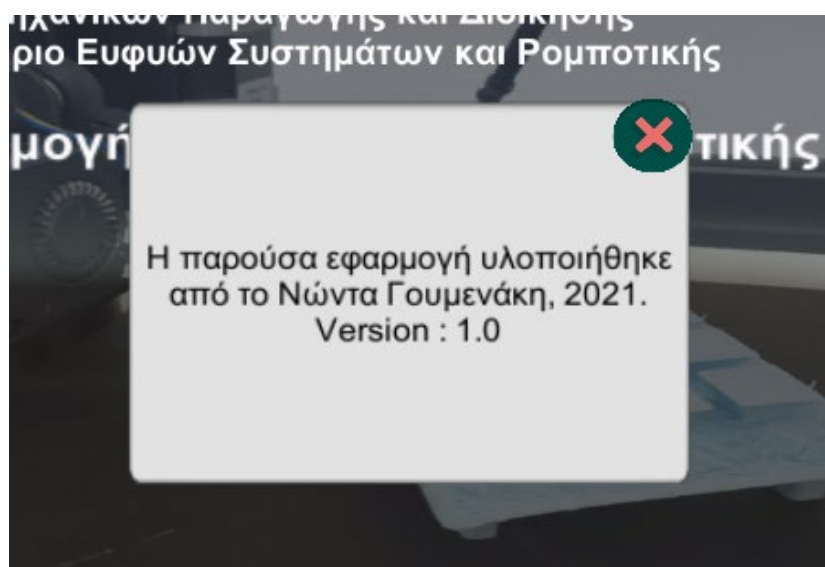 Παραγωγής και Διοίκησης
ριο Ευφυών Συστημάτων και Ρομποτικής
μογή τικής
Η παρούσα εφαρμογή υλοποιήθηκε
από το Νώντα Γουμενάκη, 2021.
Version : 1.0